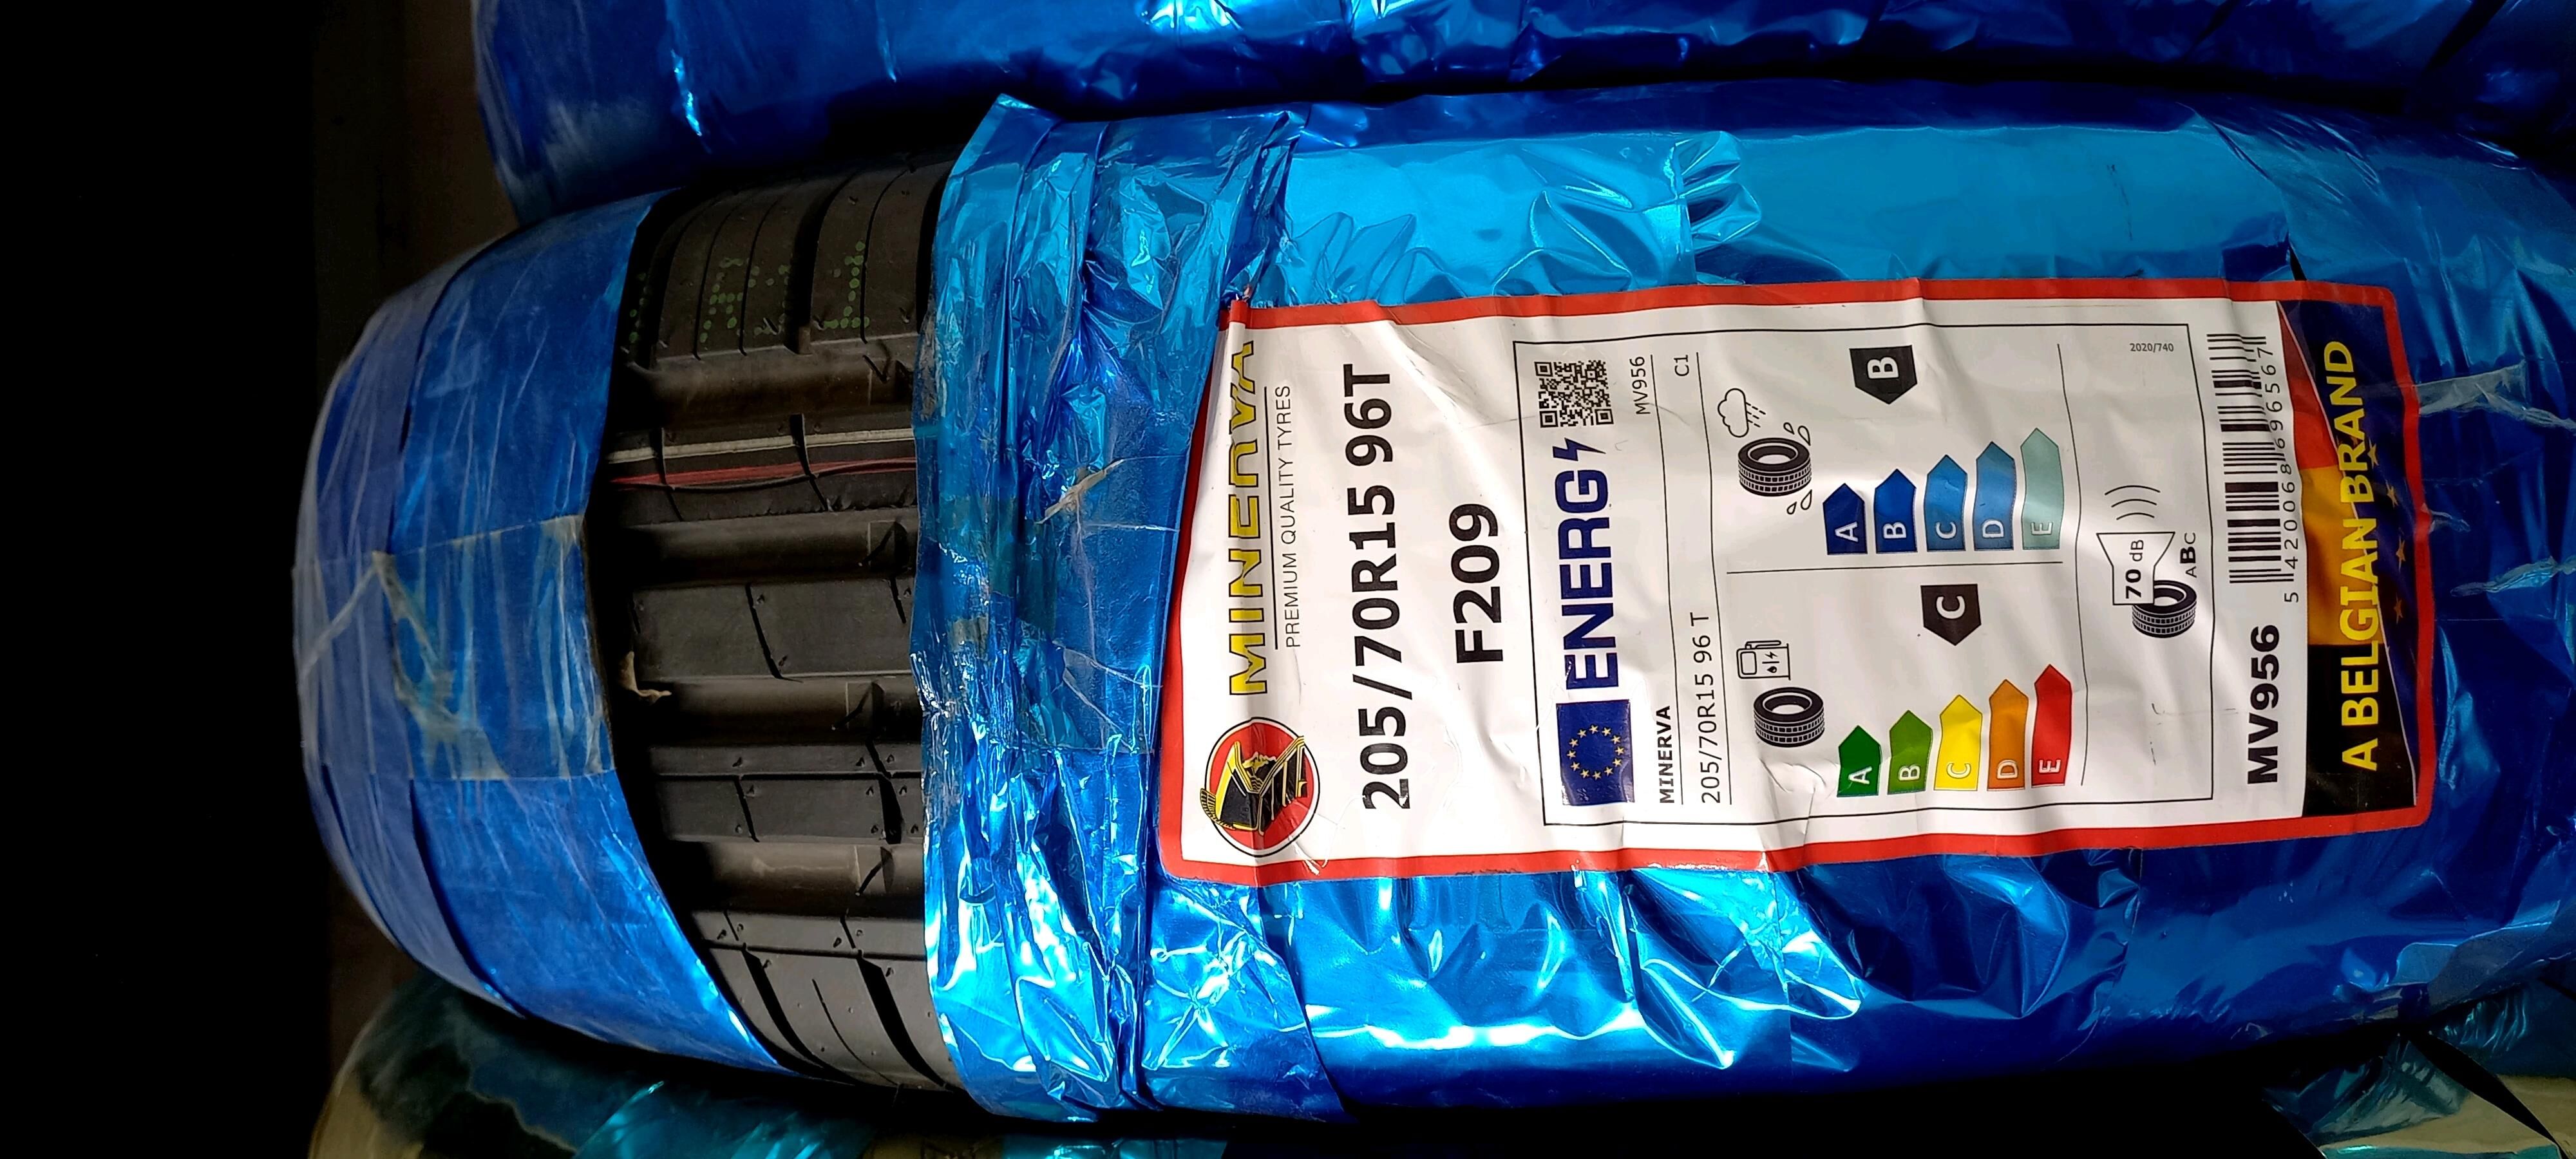 MINERVA
PREMIUM QUALITY TYRES
205/70R15 96T
F209
ENERG
MINERVA
MV956
205/70R15 96 T
C1
A
B
C
D
E
C
A
B
C
D
E
B
70 dB
ABC
2020/740
MV956
5 420068 696567
A BELGIAN BRAND